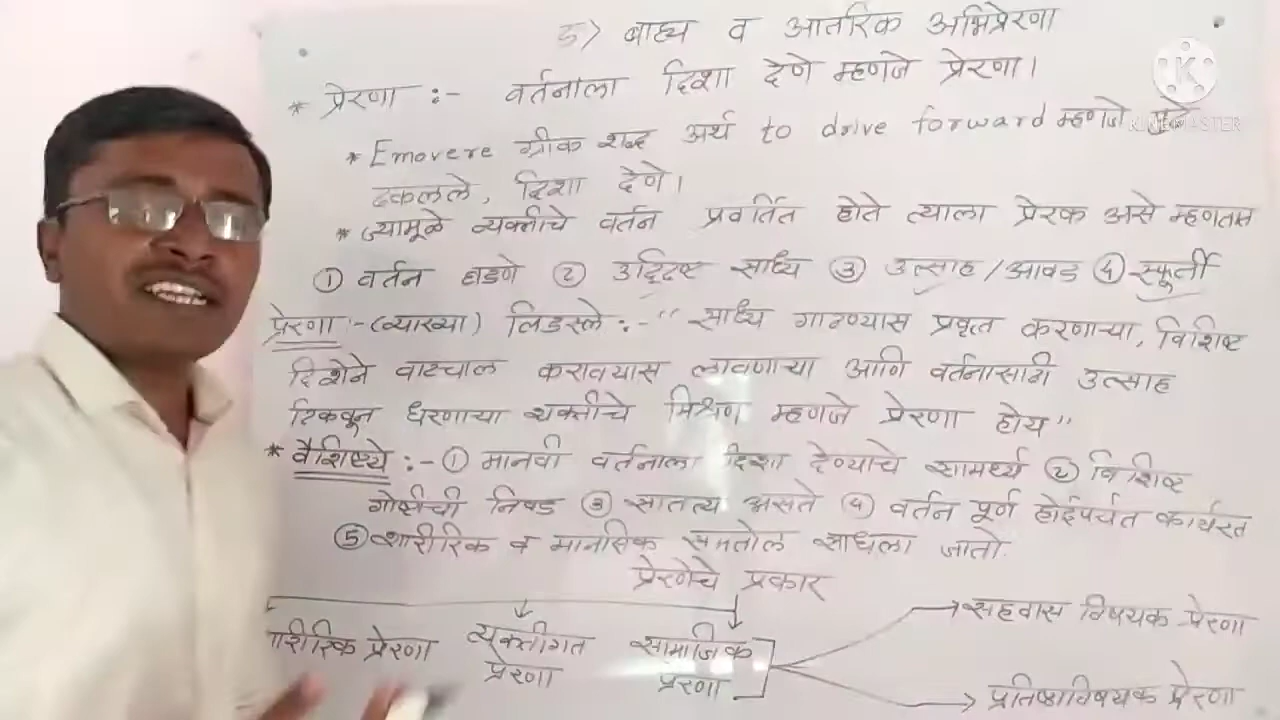 ड) बाह्य व आतंरिक अभिप्रेरणा
* प्रेरणा :- वर्तनाला दिशा देणे म्हणजे प्रेरणा।
* Emovere ग्रीक शब्द अर्थ to drive forward म्हणजे पुढे
ढकलले, दिशा देणे।
* ज्यामूळे व्यक्तीचे वर्तन प्रवर्तित होते त्याला प्रेरक असे म्हणतात
① वर्तन घडणे ② उद्दिष्ट साध्य ③ उत्साह/आवड ④ स्फूर्ती
प्रेरणा :- (व्याख्या) लिडस्ले :- " साध्य गाठण्यास प्रवृत करणाऱ्या, विशिष्ट
दिशेने वाटचाल करावयास लावणाऱ्या आणि वर्तनासाठी उत्साह
टिकवून धरणाऱ्या शक्तीचे मिश्रण म्हणजे प्रेरणा होय"
* वैशिष्ट्ये :- ① मानवी वर्तनाला दिशा देण्याचे सामर्थ्य ② विशिष्ट
गोष्टीची निवड ③ सातत्य असते ④ वर्तन पूर्ण होईपर्यंत कार्यरत
⑤ शारीरिक व मानसिक समतोल साधला जातो.
प्रेरणेचे प्रकार
शारीरिक प्रेरणा व्यक्तीगत प्रेरणा सामाजिक प्रेरणा
सहवास विषयक प्रेरणा
प्रतिष्ठाविषयक प्रेरणा
KINEMASTER